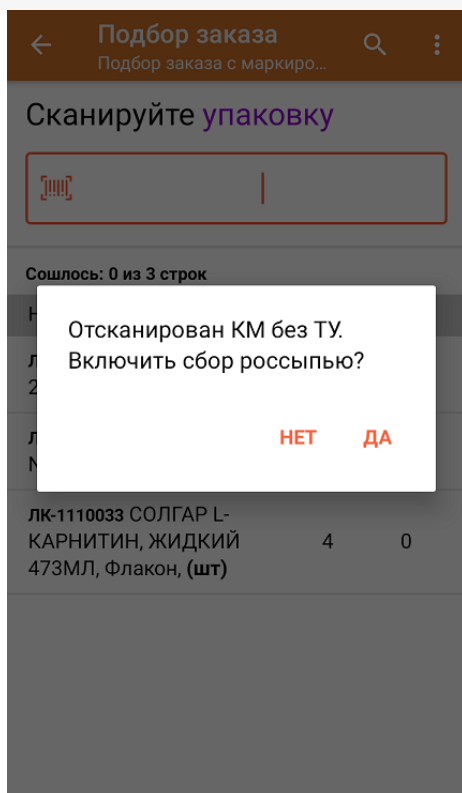 Подбор заказа
Подбор заказа с маркиро...
Сканируйте упаковку
Сошлось: 0 из 3 строк
Отсканирован КМ без ТУ.
Включить сбор россыпью?
НЕТ ДА
ЛК-1110033 СОЛГАР L-
КАРНИТИН, ЖИДКИЙ 4 0
473МЛ, Флакон, (шт)